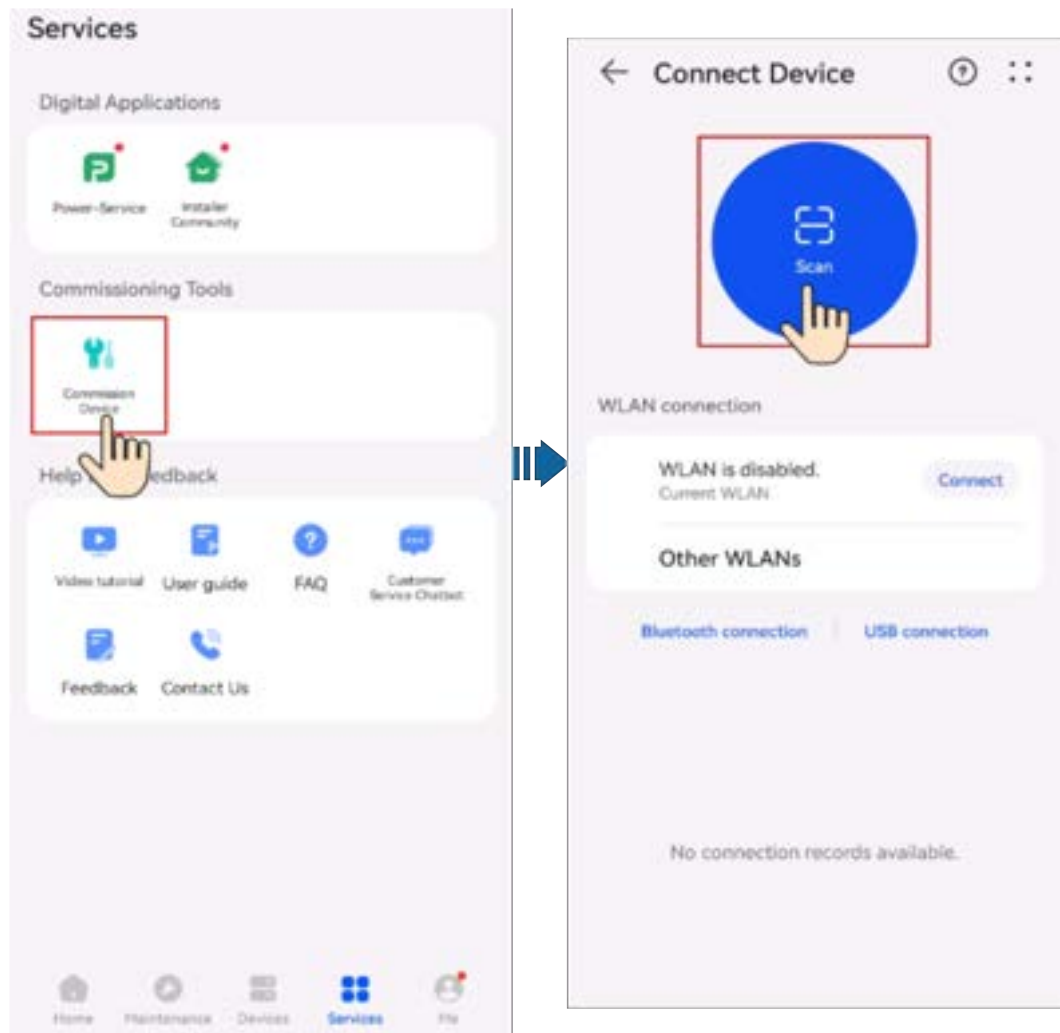 Services
Digital Applications
Power-Service
Installer
Community
Commissioning Tools
Commission
Device
Help
edback
Video tutorial
User guide
FAQ
Customer
Service Chatbot
Feedback
Contact Us
Home
Maintenance
Devices
Services
Me
Connect Device
Scan
WLAN connection
WLAN is disabled.
Current WLAN
Connect
Other WLANs
Bluetooth connection
USB connection
No connection records available.